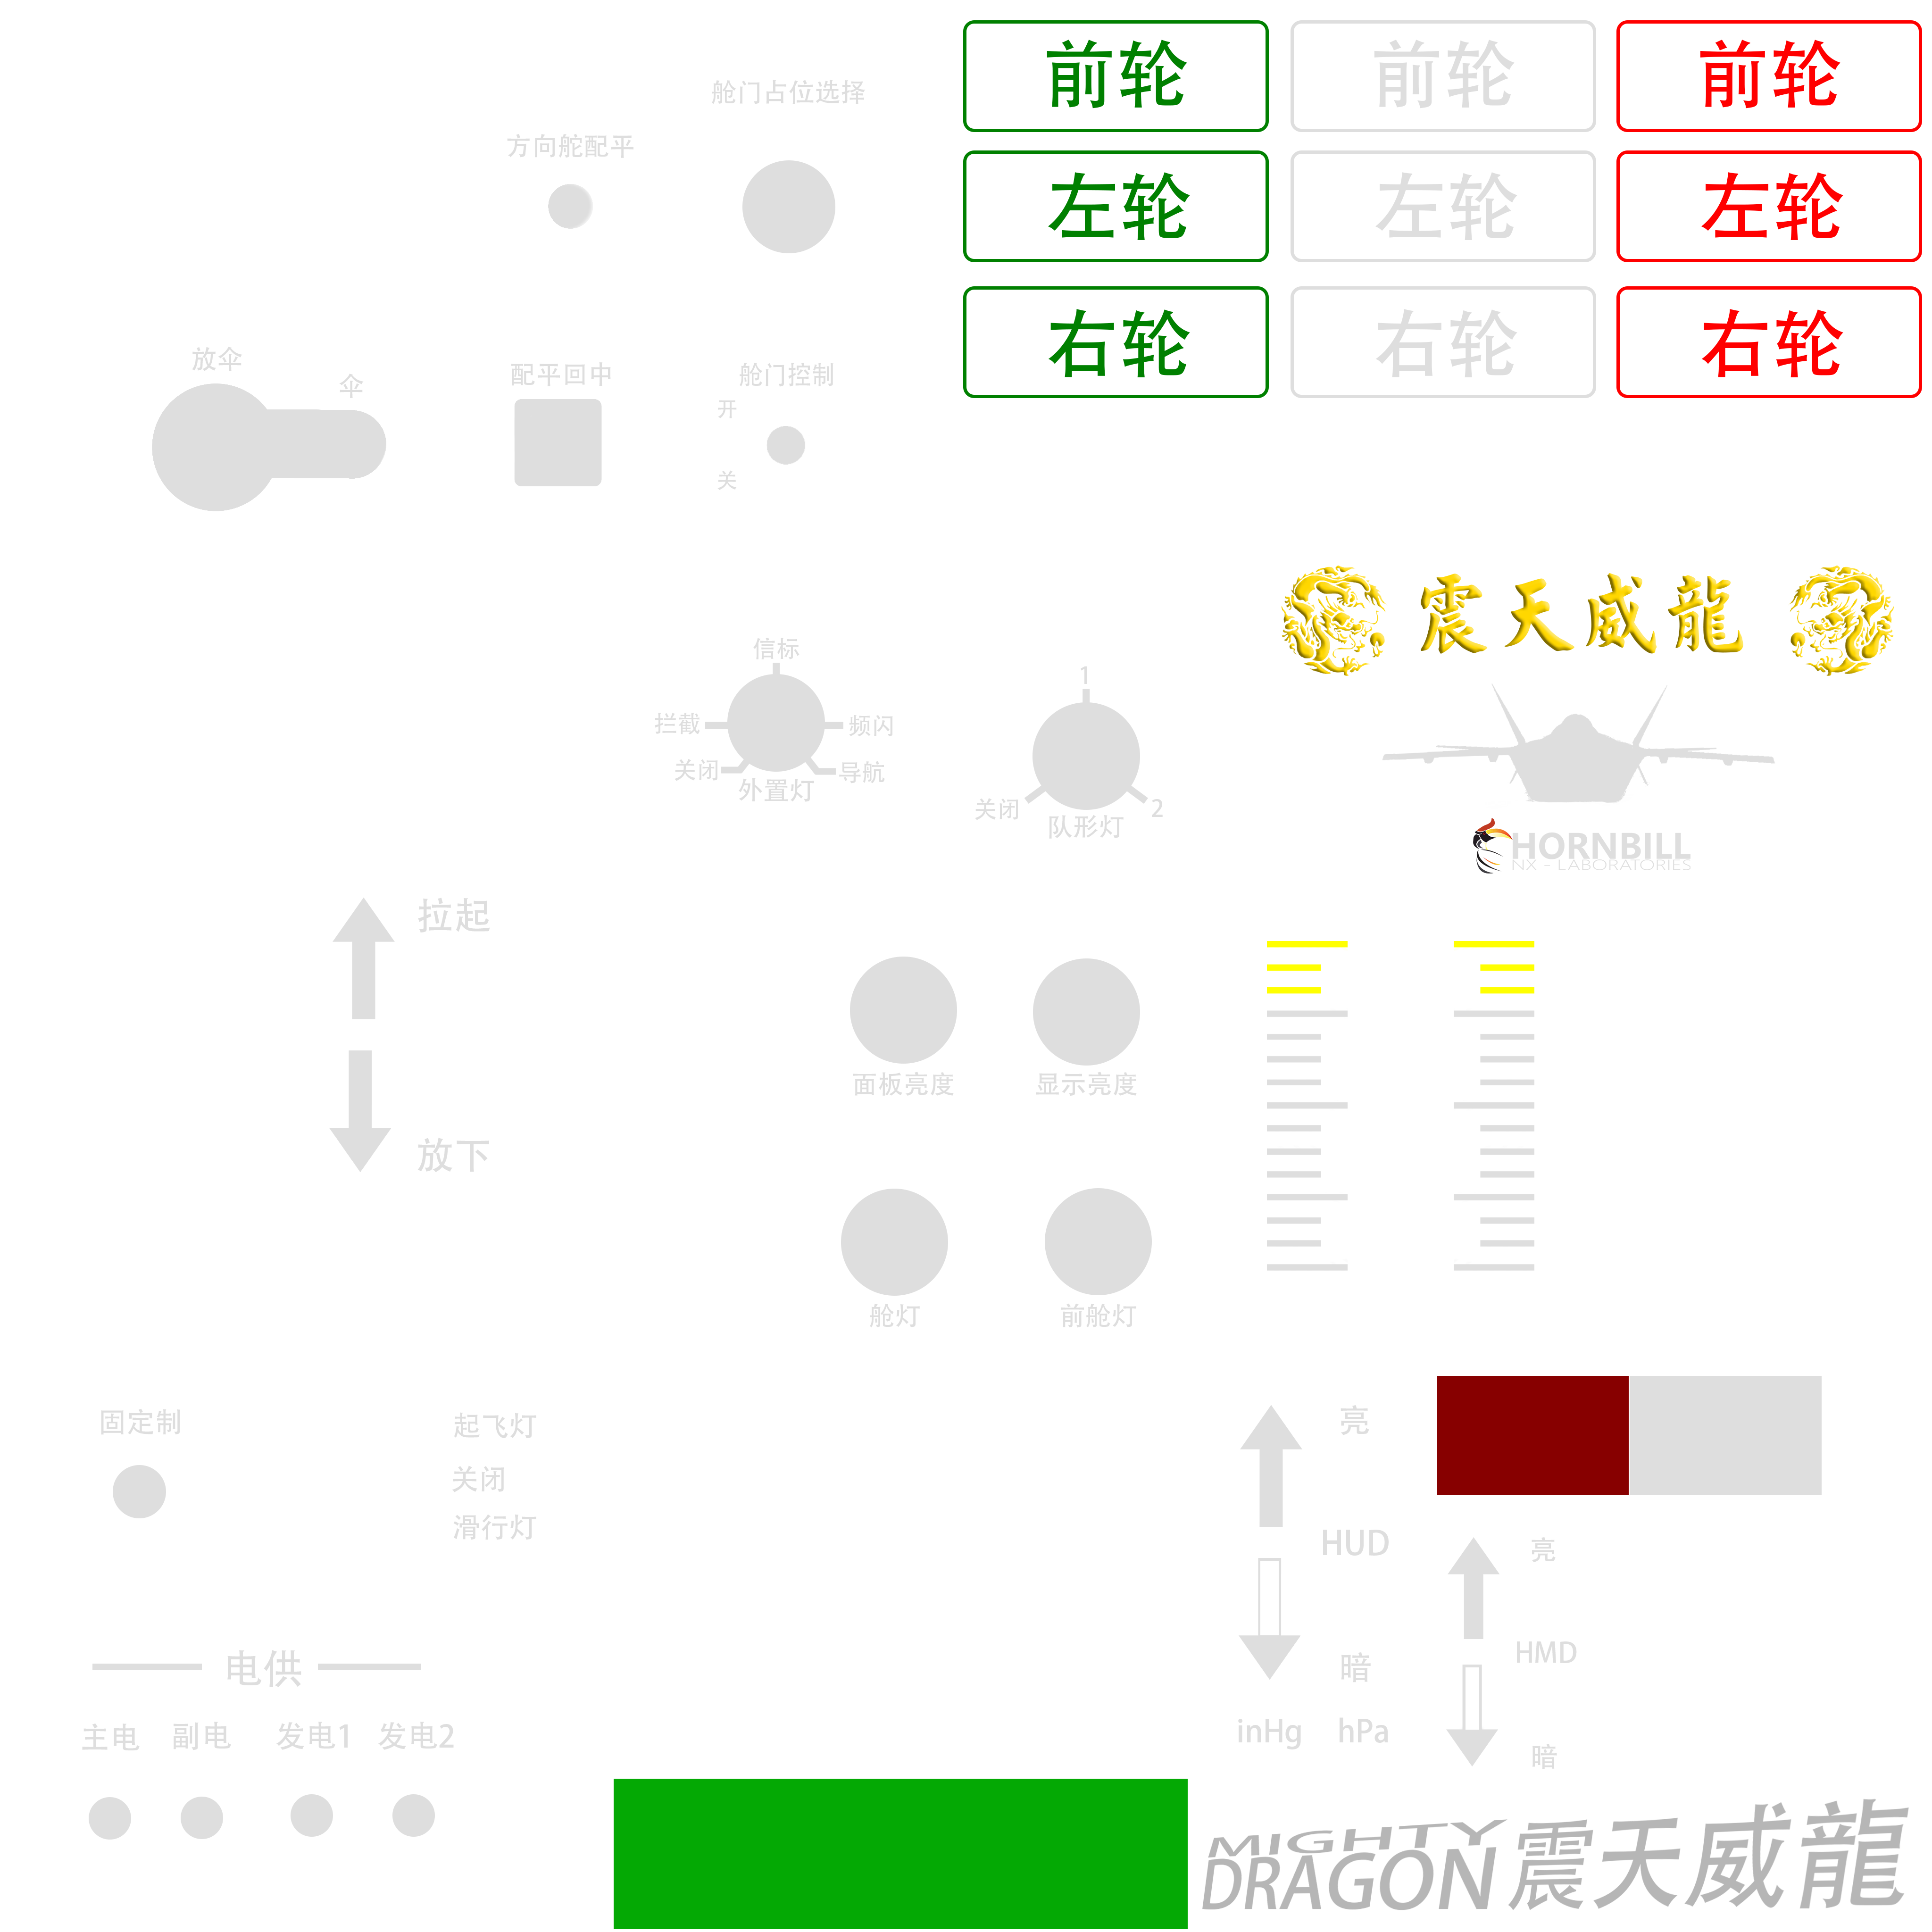 前轮 前轮 前轮
舱门占位选择
方向舵配平
左轮 左轮 左轮
右轮 右轮 右轮
放伞
伞
配平回中
舱门控制
开
关
震天威龍
信标
拦截
频闪
关闭
导航
外置灯
1
关闭
2
队形灯
HORNBILL
NX - LABORATORIES
拉起
面板亮度
显示亮度
放下
舱灯
前舱灯
固定制
起飞灯
关闭
滑行灯
亮
HUD
暗
亮
HMD
暗
inHg hPa
电供
主电 副电 发电1 发电2
MIGHTY
DRAGON 震天威龍